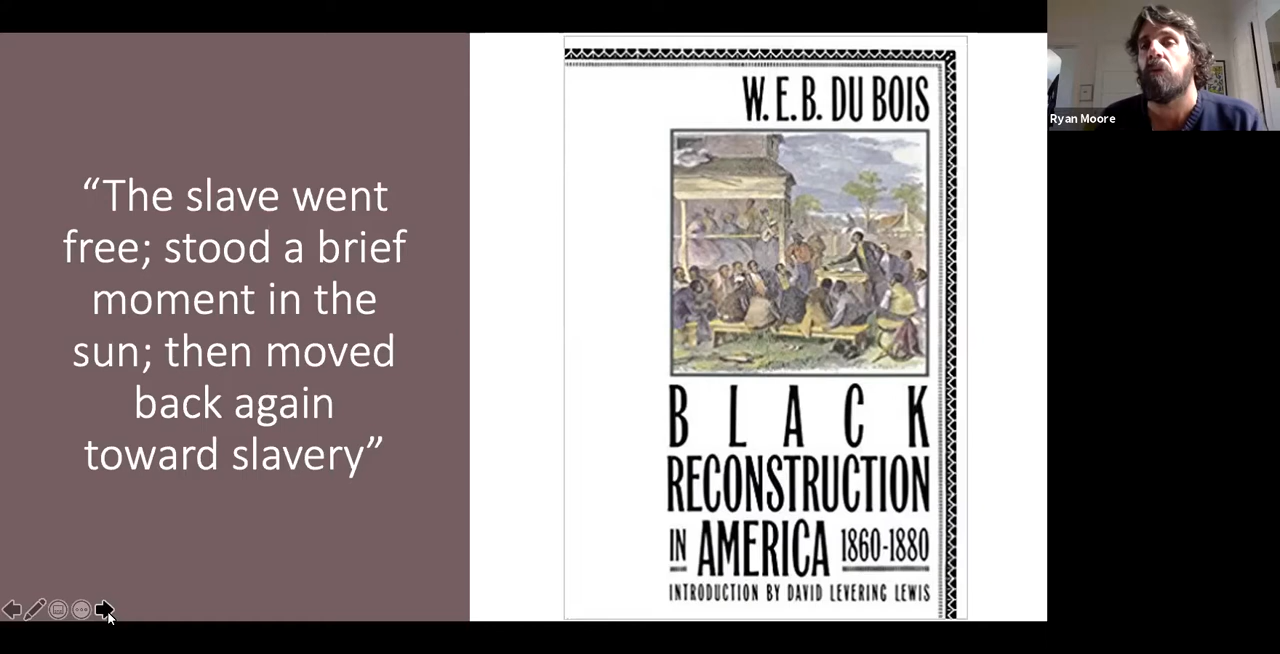 “The slave went
free; stood a brief
moment in the
sun; then moved
back again
toward slavery”
W. E. B. DU BOIS
BLACK
RECONSTRUCTION
IN AMERICA 1860-1880
INTRODUCTION BY DAVID LEVERING LEWIS
Ryan Moore